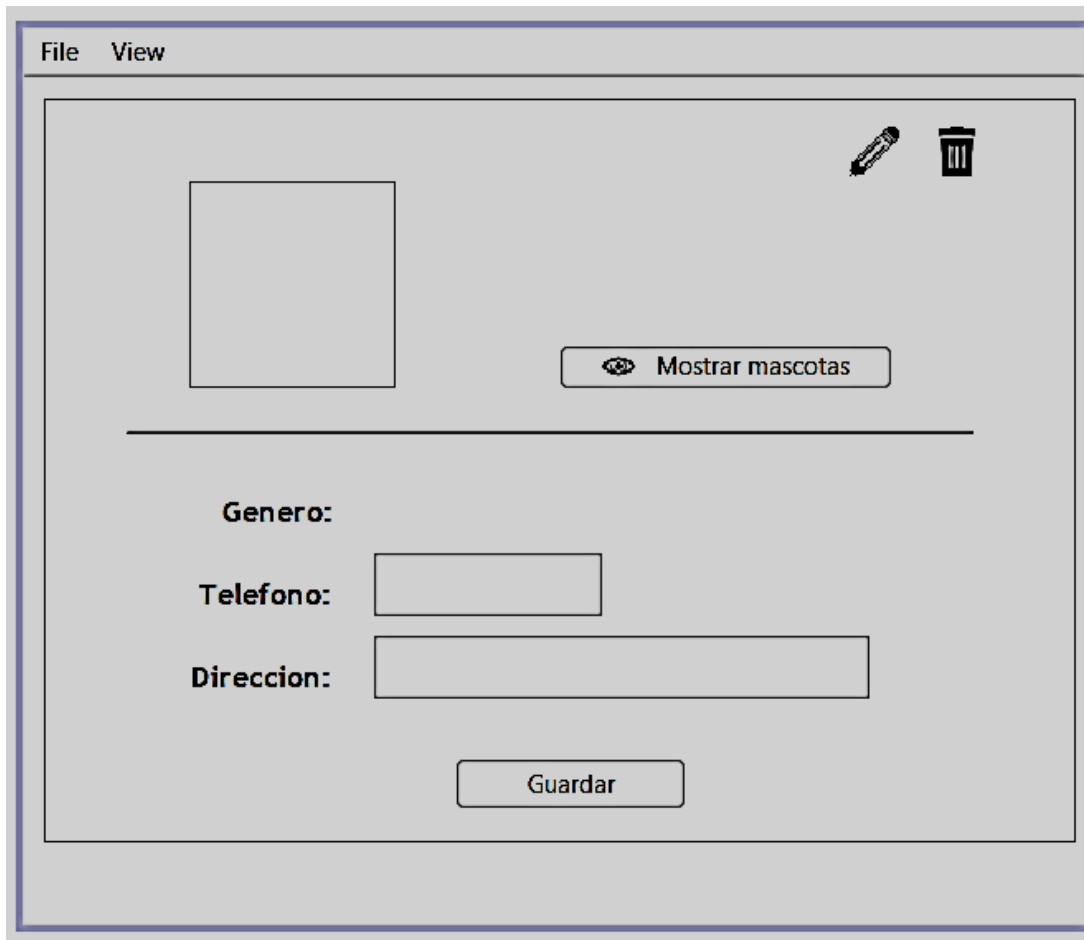 File View
Mostrar mascotas
Genero:
Telefono:
Direccion:
Guardar